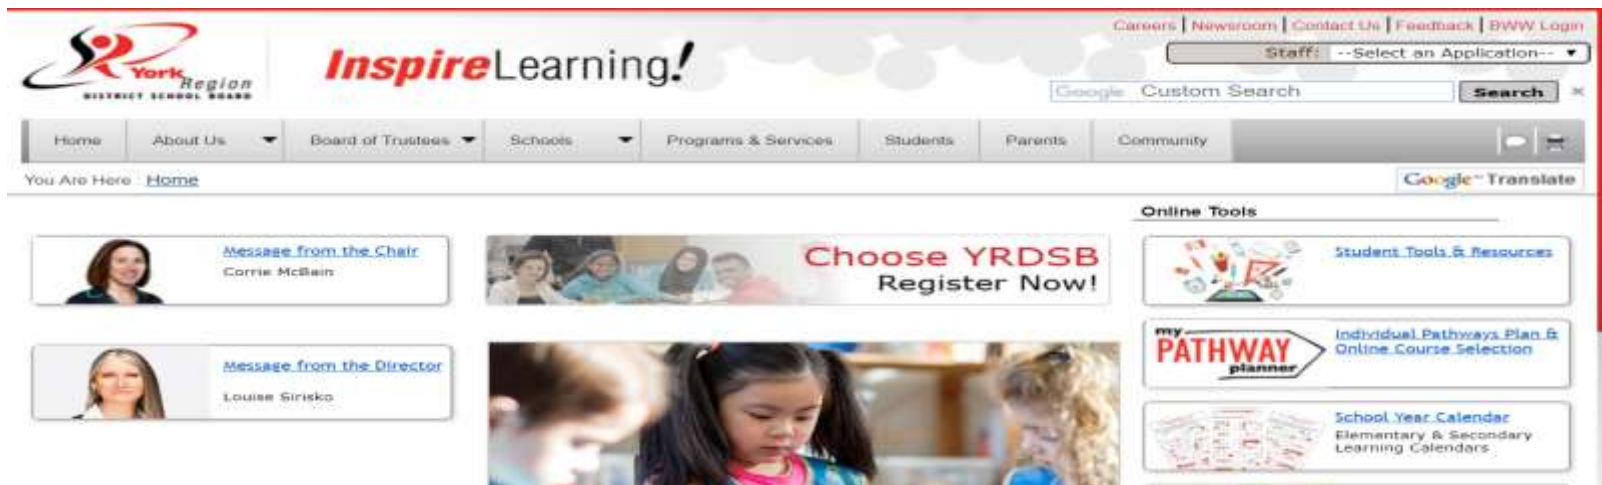 Careers | Newsroom | Contact Us | Feedback | BWW Login
York Region
DISTRICT SCHOOL BOARD
InspireLearning!
Staff: --Select an Application--
Google Custom Search
Search
Home
About Us
Board of Trustees
Schools
Programs & Services
Students
Parents
Community
You Are Here : Home
Google™ Translate
Message from the Chair
Corrie McBain
Message from the Director
Louise Sirisko
Choose YRDSB
Register Now!
Online Tools
Student Tools & Resources
my
PATHWAY
planner
Individual Pathways Plan &
Online Course Selection
School Year Calendar
Elementary & Secondary
Learning Calendars